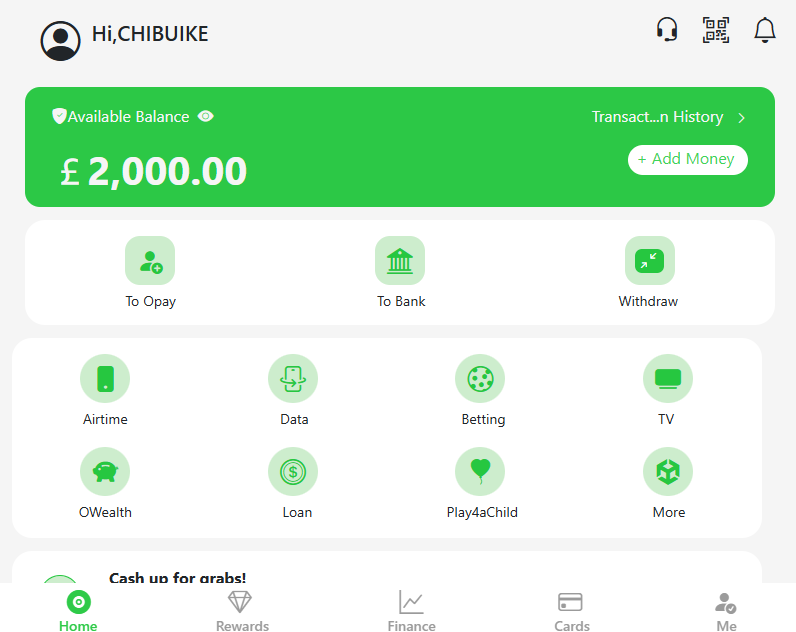 Hi,CHIBUIKE
Available Balance
Transact...n History
£ 2,000.00
+ Add Money
To Opay
To Bank
Withdraw
Airtime
Data
Betting
TV
OWealth
Loan
Play4aChild
More
Cash up for grabs!
Home
Rewards
Finance
Cards
Me